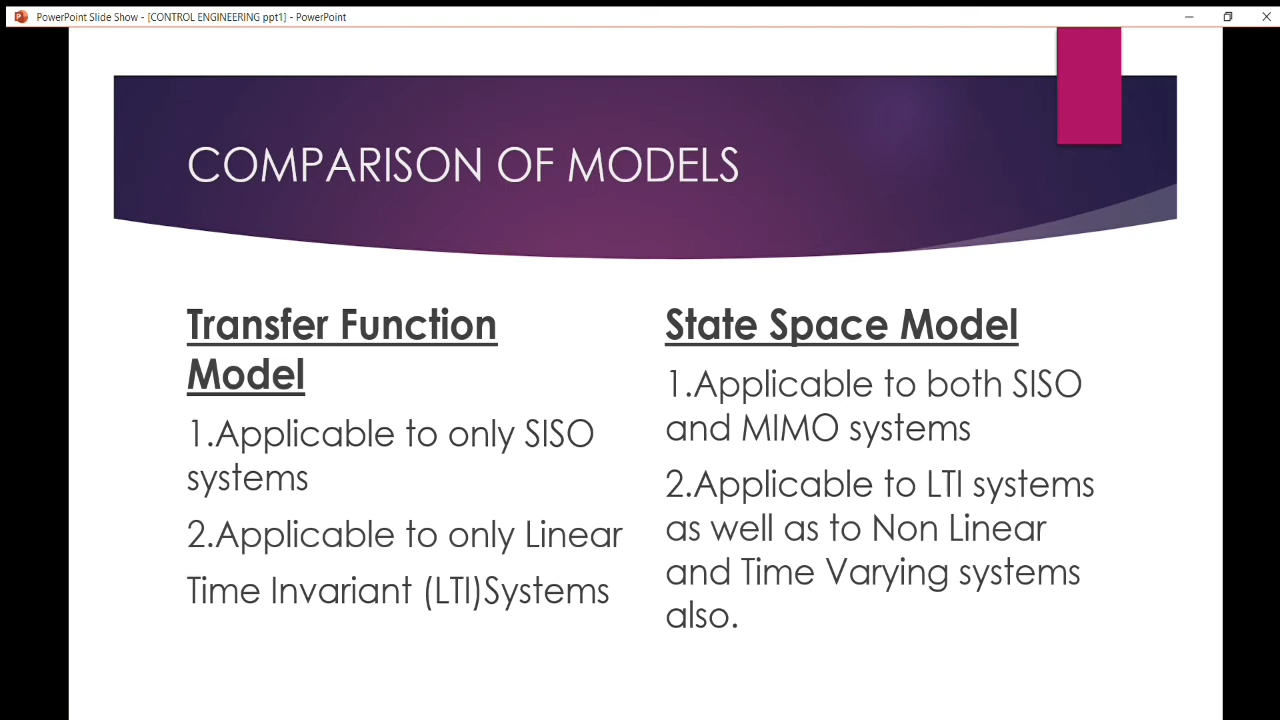 PowerPoint Slide Show - [CONTROL ENGINEERING ppt1] - PowerPoint
COMPARISON OF MODELS
Transfer Function
Model
1.Applicable to only SISO
systems
2.Applicable to only Linear
Time Invariant (LTI)Systems
State Space Model
1.Applicable to both SISO
and MIMO systems
2.Applicable to LTI systems
as well as to Non Linear
and Time Varying systems
also.